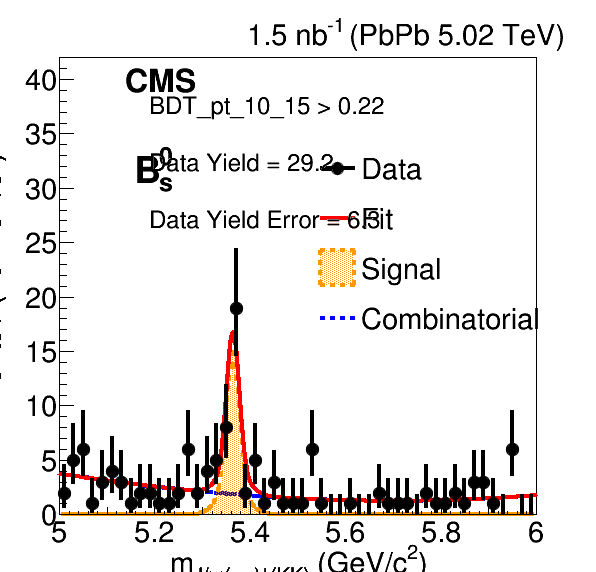 1.5 nb-1 (PbPb 5.02 TeV)
CMS
BDT_pt_10_15 > 0.22
B0s
Data Yield = 29.2
Data Yield Error = 6.3
Data
Fit
Signal
Combinatorial
40
35
30
25
20
15
10
5
0
5 5.2 5.4 5.6 5.8 6
m (GeV/c2)